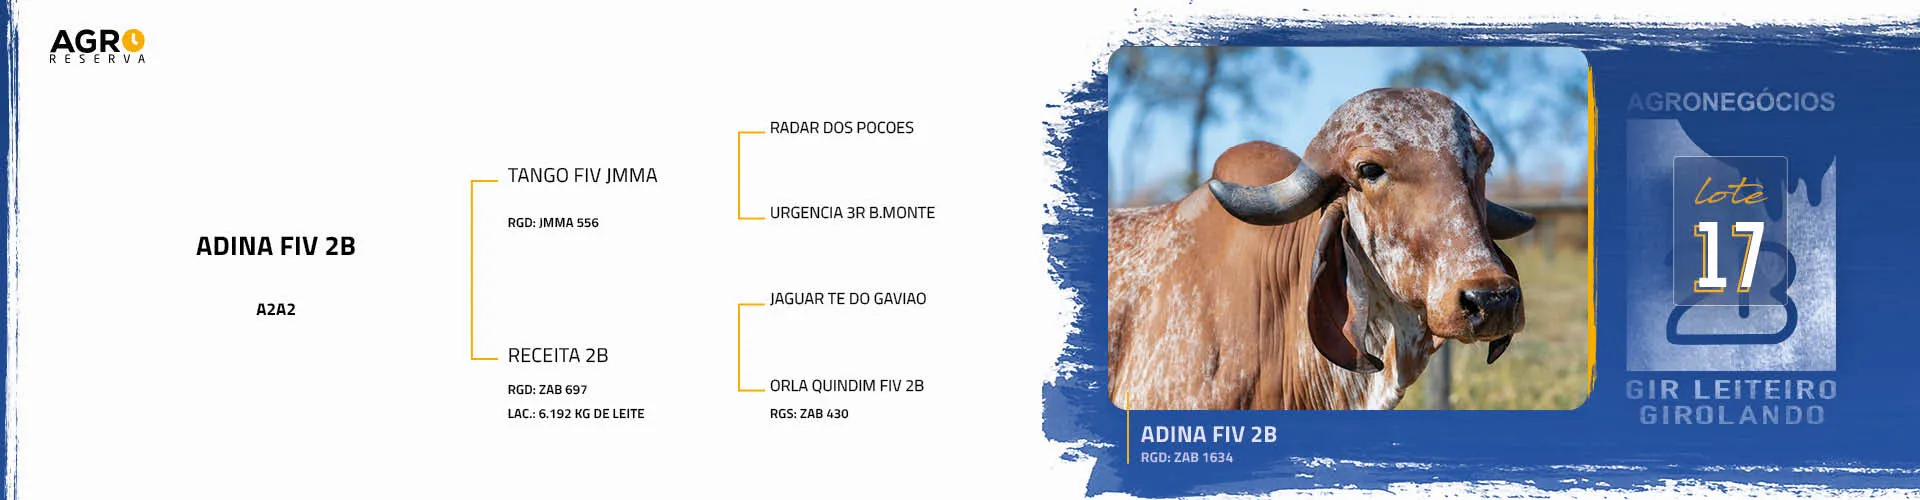 AGRO
RESERVA
ADINA FIV 2B
A2A2
TANGO FIV JMMA
RGD: JMMA 556
RECEITA 2B
RGD: ZAB 697
LAC.: 6.192 KG DE LEITE
RADAR DOS POCOES
URGENCIA 3R B.MONTE
JAGUAR TE DO GAVIAO
ORLA QUINDIM FIV 2B
RGS: ZAB 430
ADINA FIV 2B
RGD: ZAB 1634
AGRONEGÓCIOS
lote
17
2B
GIR LEITEIRO
GIROLANDO